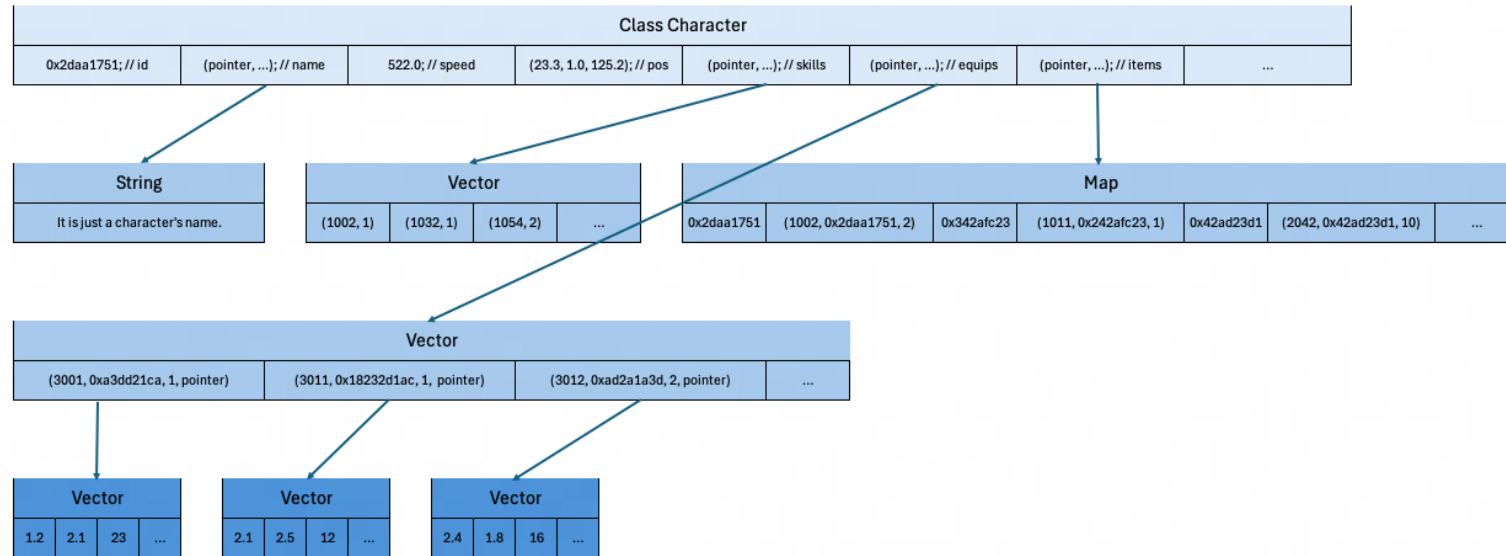 Class Character
0x2daa1751; // id (pointer, ...); // name 522.0; // speed (23.3, 1.0, 125.2); // pos (pointer, ...); // skills (pointer, ...); // equips (pointer, ...); // items ...
String
It is just a character's name.
Vector
(1002, 1) (1032, 1) (1054, 2) ...
Map
0x2daa1751 (1002, 0x2daa1751, 2) 0x342afc23 (1011, 0x242afc23, 1) 0x42ad23d1 (2042, 0x42ad23d1, 10) ...
Vector
(3001, 0xa3dd21ca, 1, pointer) (3011, 0x18232d1ac, 1, pointer) (3012, 0xad2a1a3d, 2, pointer) ...
Vector
1.2 2.1 23 ...
Vector
2.1 2.5 12 ...
Vector
2.4 1.8 16 ...